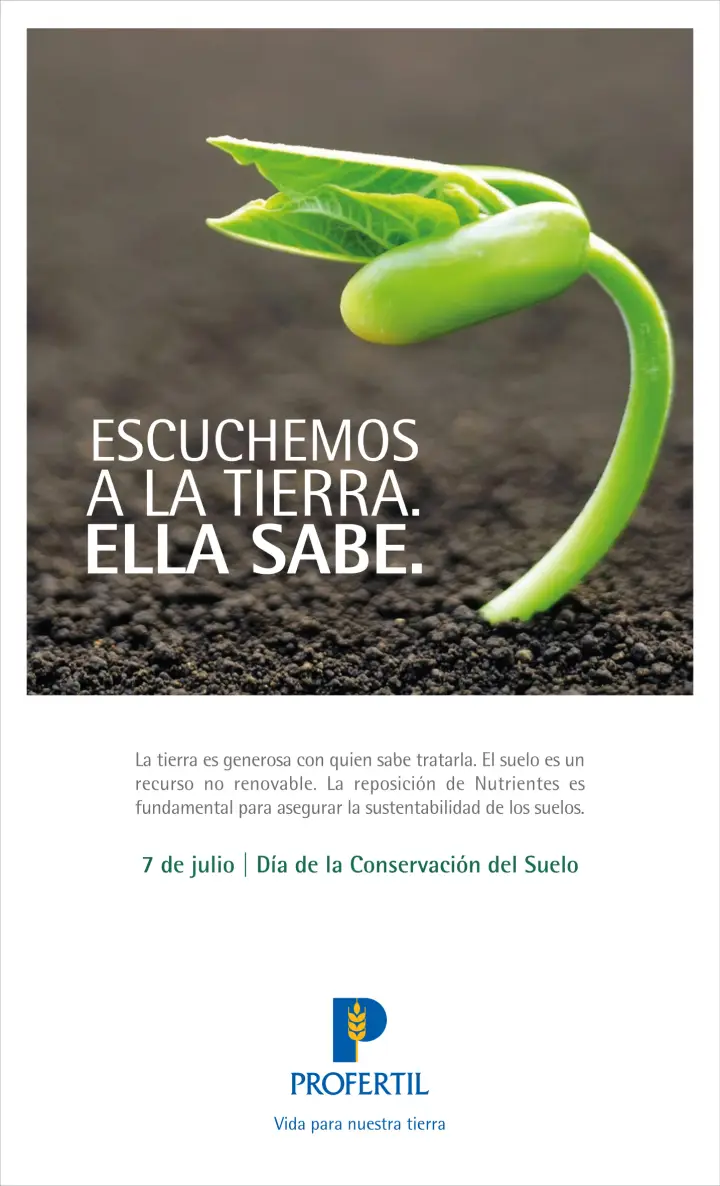 ESCUCHEMOS
A LA TIERRA.
ELLA SABE.
La tierra es generosa con quien sabe tratarla. El suelo es un
recurso no renovable. La reposición de Nutrientes es
fundamental para asegurar la sustentabilidad de los suelos.
7 de julio | Día de la Conservación del Suelo
P
PROFERTIL
Vida para nuestra tierra